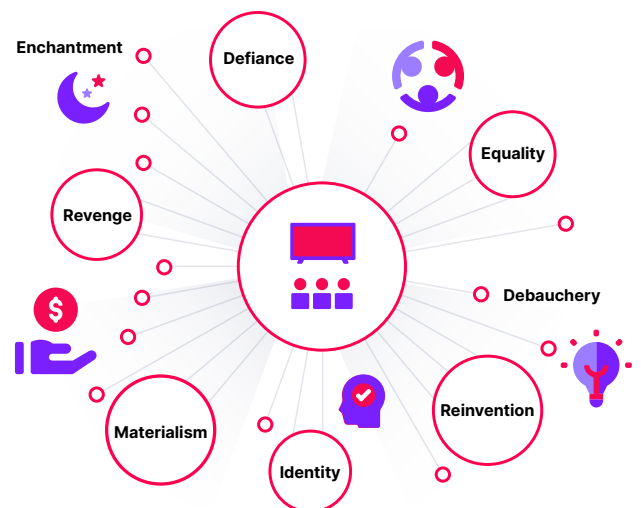 Enchantment
Defiance
Equality
Revenge
$
Debauchery
Reinvention
Materialism
Identity